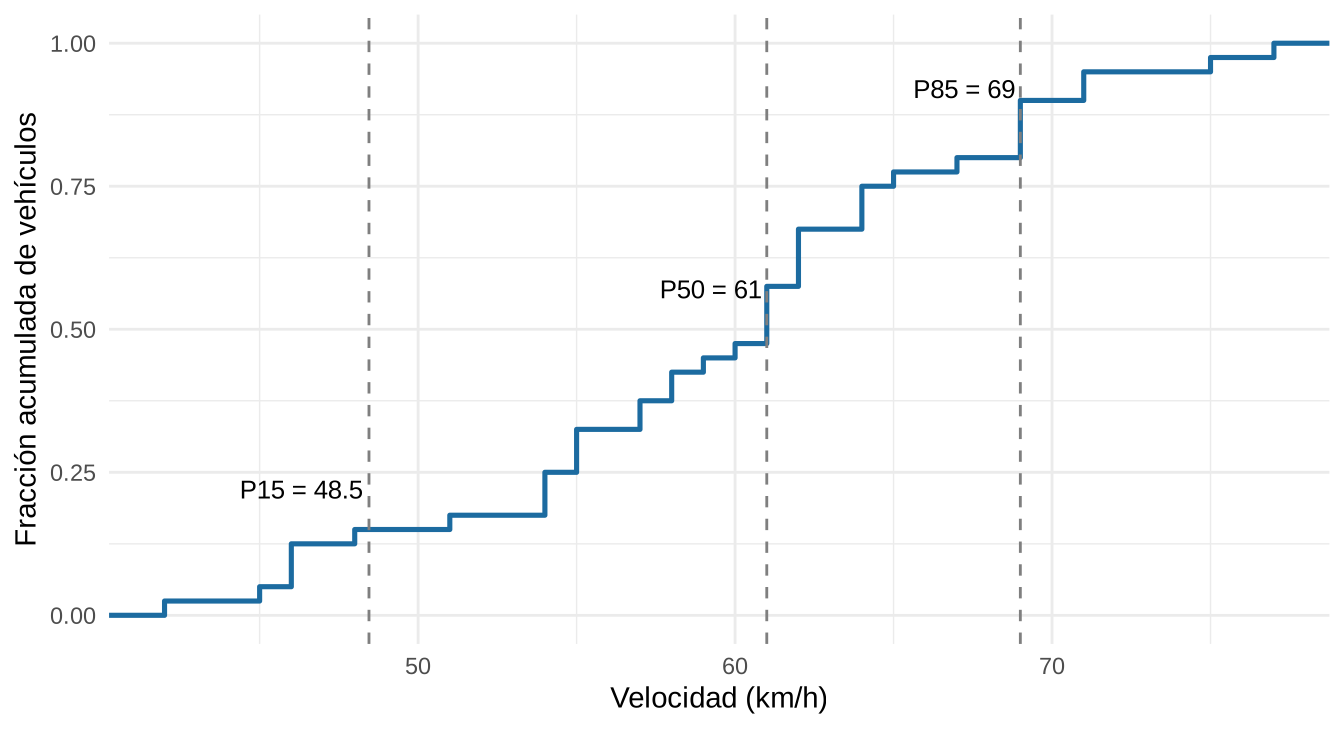 1.00
P85 = 69
0.75
P50 = 61
0.50
0.25
P15 = 48.5
0.00
50 60 70
Velocidad (km/h)
Fracción acumulada de vehículos